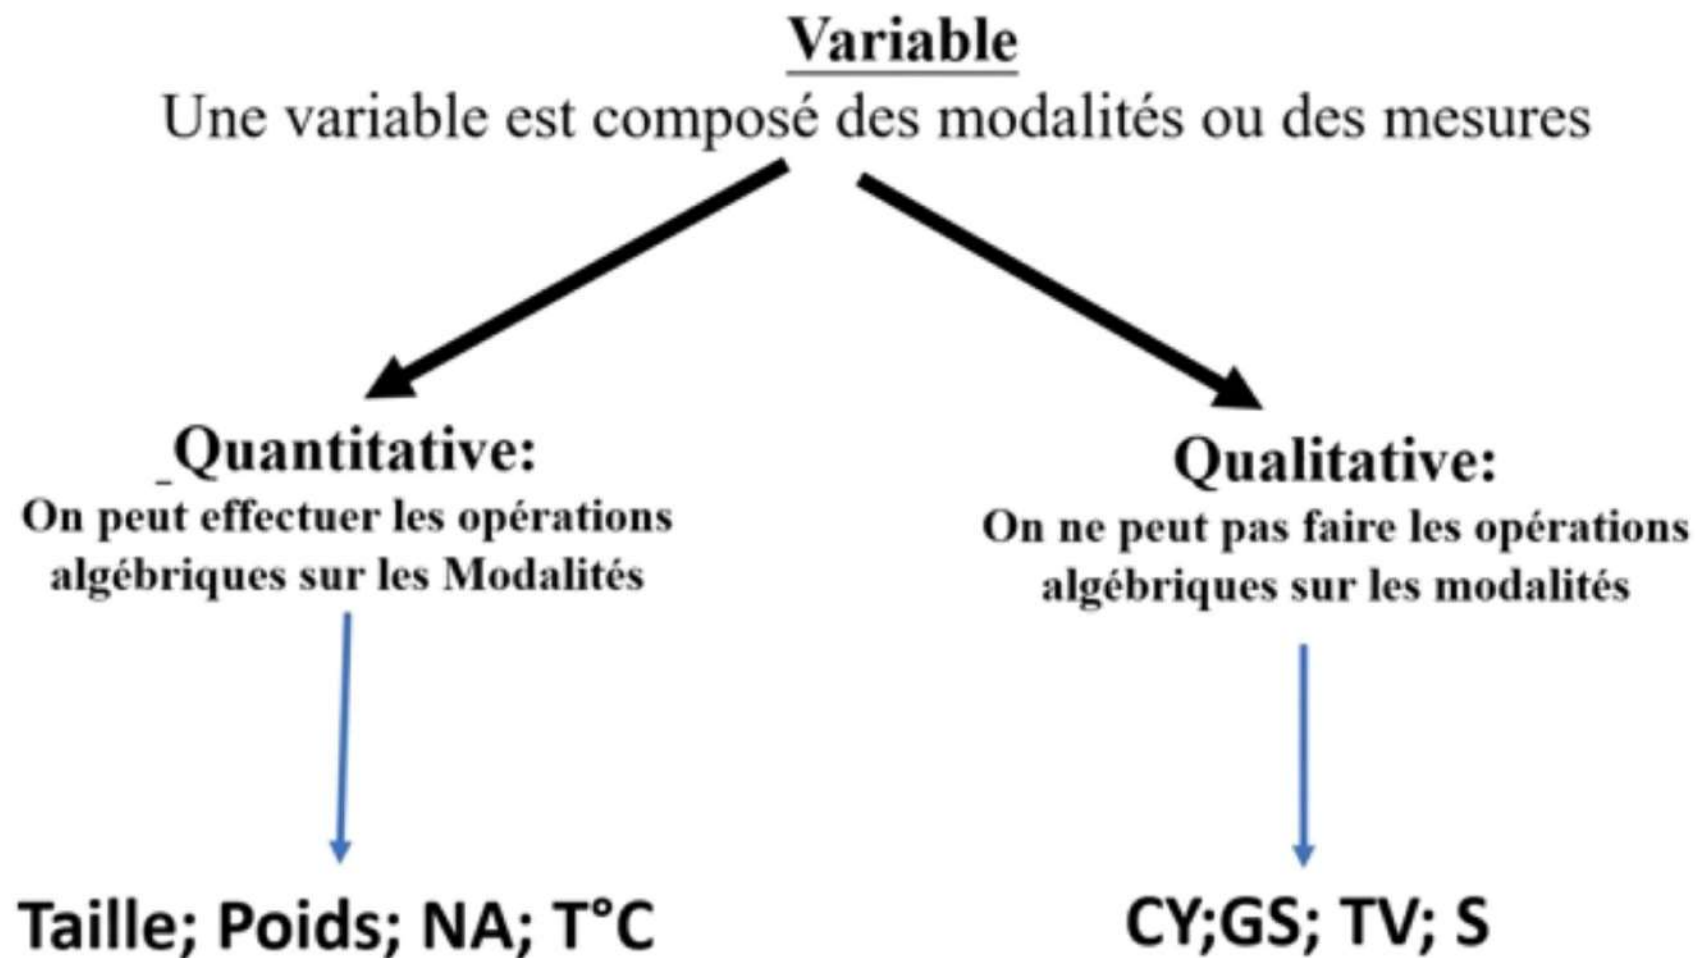 Variable
Une variable est composé des modalités ou des mesures
Quantitative:
On peut effectuer les opérations
algébriques sur les Modalités
Qualitative:
On ne peut pas faire les opérations
algébriques sur les modalités
Taille; Poids; NA; T°C
CY;GS; TV; S